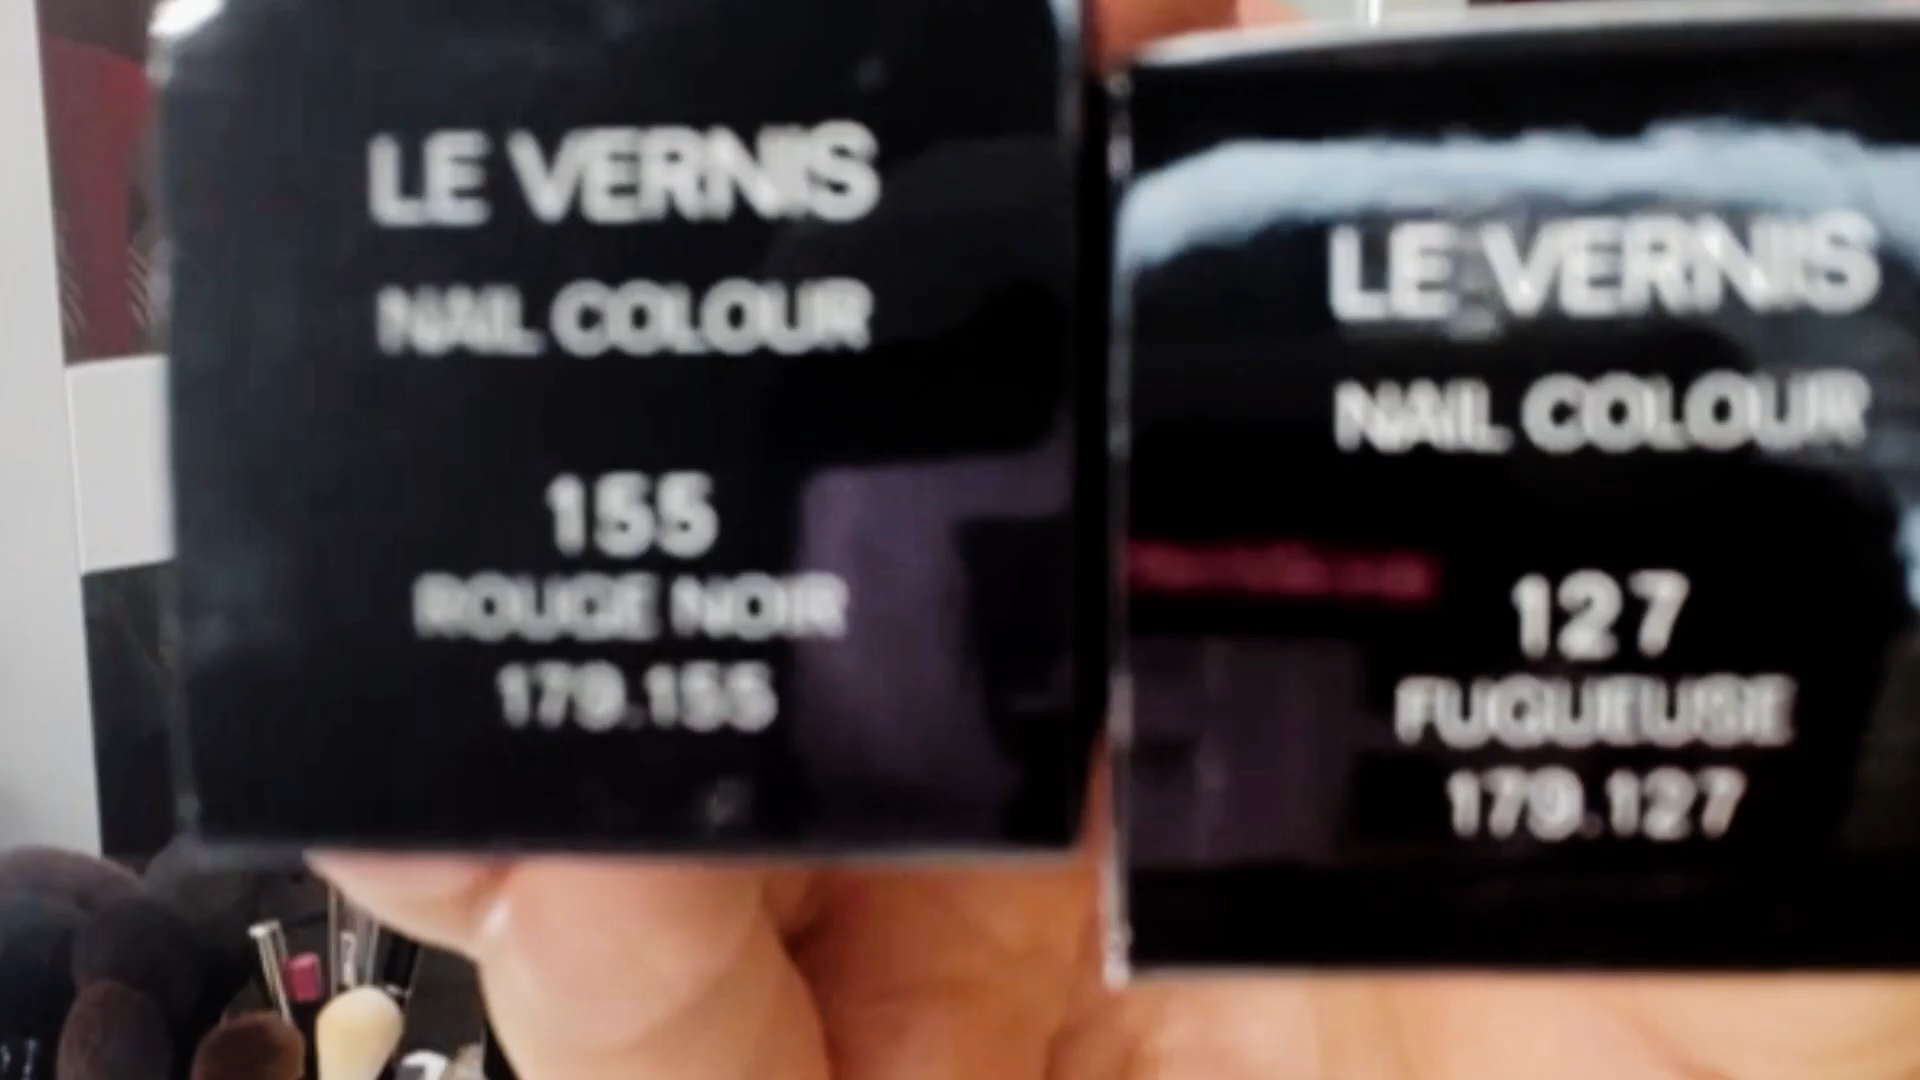 LE VERNIS
NAIL COLOUR
155
ROUGE NOIR
179.155
LE VERNIS
NAIL COLOUR
127
FUGUEUSE
179.127